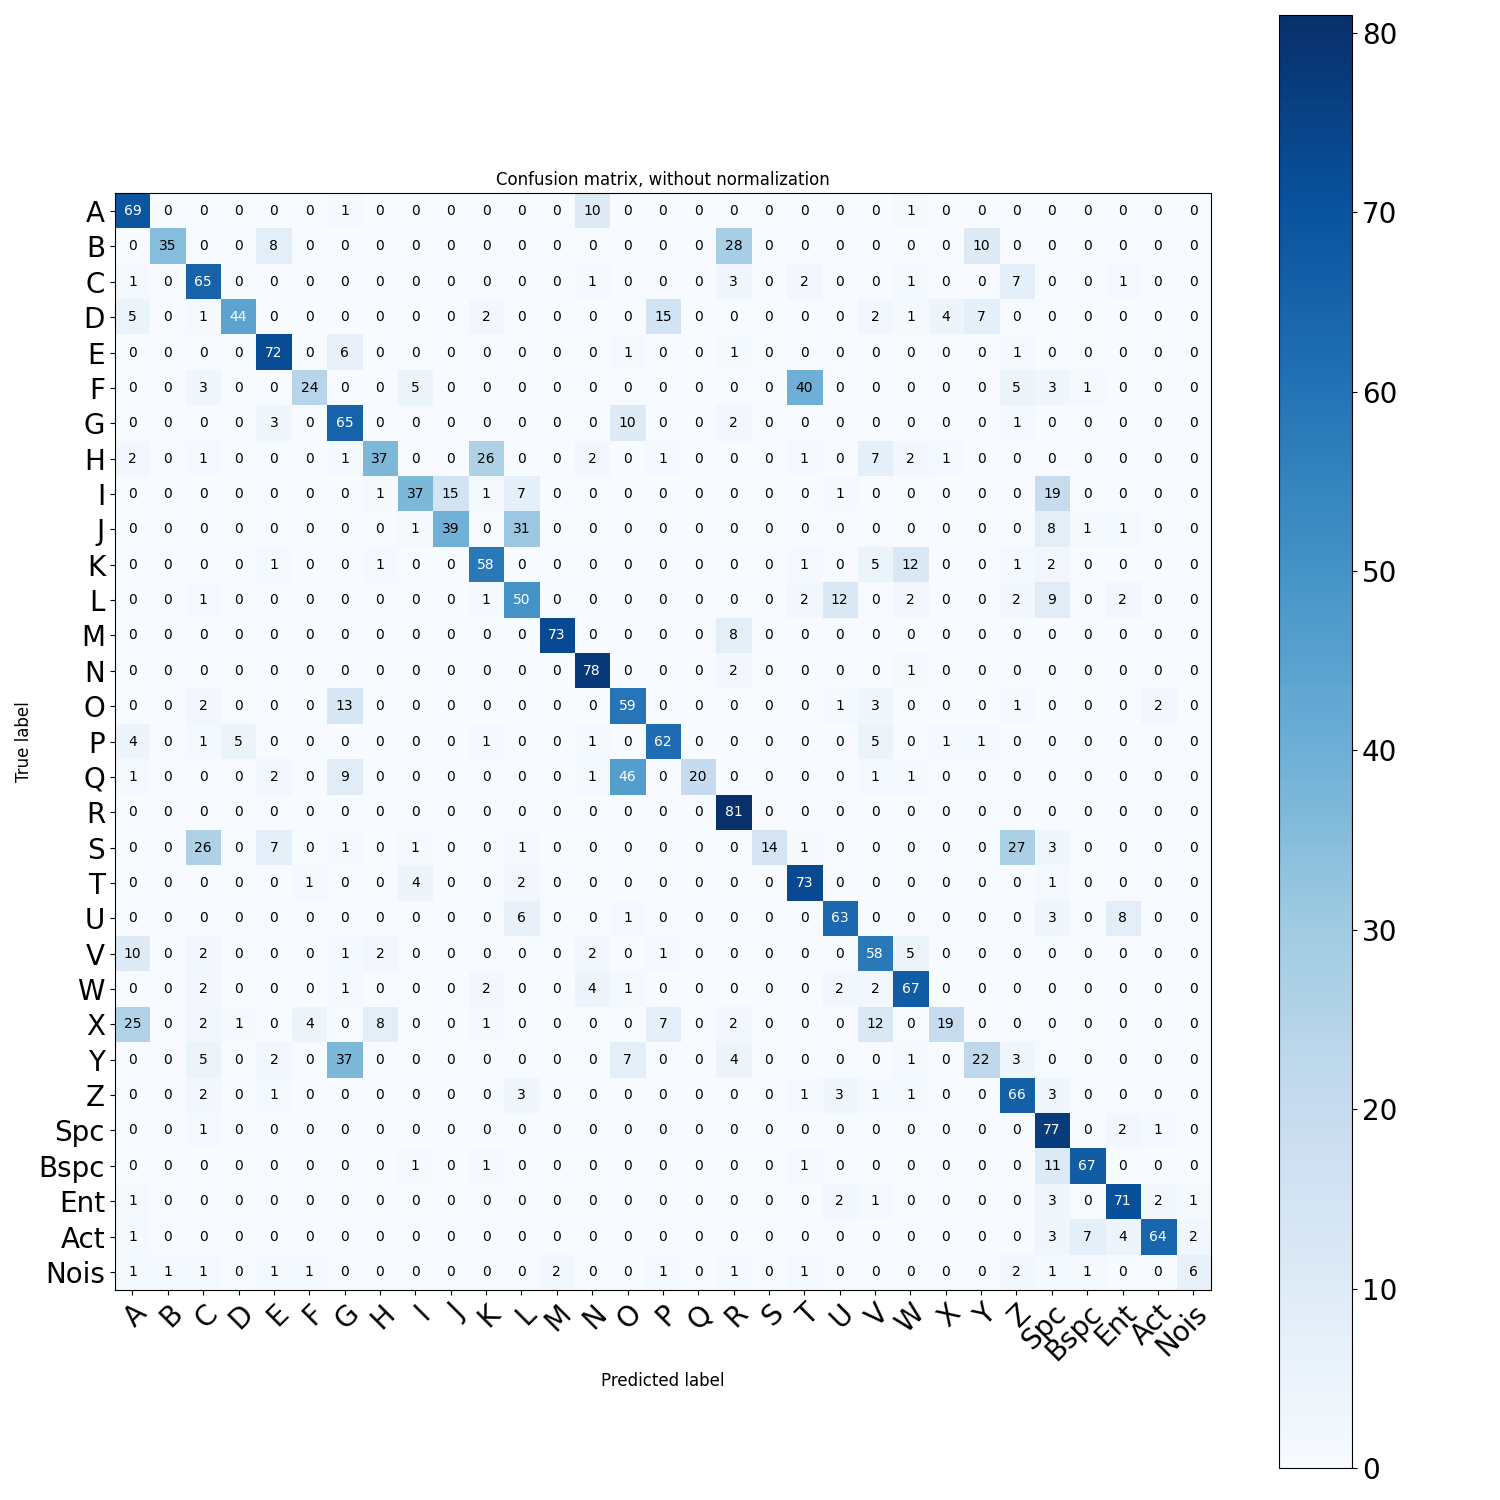 Confusion matrix, without normalization
A 69 0 0 0 0 0 1 0 0 0 0 0 0 10 0 0 0 0 0 0 0 0 1 0 0 0 0 0 0 0 0
B 0 35 0 0 8 0 0 0 0 0 0 0 0 0 0 0 0 28 0 0 0 0 0 0 10 0 0 0 0 0 0
C 1 0 65 0 0 0 0 0 0 0 0 0 0 1 0 0 0 3 0 2 0 0 1 0 0 7 0 0 1 0 0
D 5 0 1 44 0 0 0 0 0 0 2 0 0 0 0 15 0 0 0 0 0 2 1 4 7 0 0 0 0 0 0
E 0 0 0 0 72 0 6 0 0 0 0 0 0 0 1 0 0 1 0 0 0 0 0 0 0 1 0 0 0 0 0
F 0 0 3 0 0 24 0 0 5 0 0 0 0 0 0 0 0 0 0 40 0 0 0 0 0 5 3 1 0 0 0
G 0 0 0 0 3 0 65 0 0 0 0 0 0 0 10 0 0 2 0 0 0 0 0 0 0 1 0 0 0 0 0
H 2 0 1 0 0 0 1 37 0 0 26 0 0 2 0 1 0 0 0 1 0 7 2 1 0 0 0 0 0 0 0
I 0 0 0 0 0 0 0 1 37 15 1 7 0 0 0 0 0 0 0 0 1 0 0 0 0 0 19 0 0 0 0
J 0 0 0 0 0 0 0 0 1 39 0 31 0 0 0 0 0 0 0 0 0 0 0 0 0 0 8 1 1 0 0
K 0 0 0 0 1 0 0 1 0 0 58 0 0 0 0 0 0 0 0 1 0 5 12 0 0 1 2 0 0 0 0
L 0 0 1 0 0 0 0 0 0 0 1 50 0 0 0 0 0 0 0 2 12 0 2 0 0 2 9 0 2 0 0
M 0 0 0 0 0 0 0 0 0 0 0 0 73 0 0 0 0 8 0 0 0 0 0 0 0 0 0 0 0 0 0
N 0 0 0 0 0 0 0 0 0 0 0 0 0 78 0 0 0 2 0 0 0 0 1 0 0 0 0 0 0 0 0
O 0 0 2 0 0 0 13 0 0 0 0 0 0 0 59 0 0 0 0 0 1 3 0 0 0 1 0 0 0 2 0
P 4 0 1 5 0 0 0 0 0 0 1 0 0 1 0 62 0 0 0 0 0 5 0 1 1 0 0 0 0 0 0
Q 1 0 0 0 2 0 9 0 0 0 0 0 0 1 46 0 20 0 0 0 0 1 1 0 0 0 0 0 0 0 0
R 0 0 0 0 0 0 0 0 0 0 0 0 0 0 0 0 0 81 0 0 0 0 0 0 0 0 0 0 0 0 0
S 0 0 26 0 7 0 1 0 1 0 0 1 0 0 0 0 0 0 14 1 0 0 0 0 0 27 3 0 0 0 0
T 0 0 0 0 0 1 0 0 4 0 0 2 0 0 0 0 0 0 0 73 0 0 0 0 0 0 1 0 0 0 0
U 0 0 0 0 0 0 0 0 0 0 0 6 0 0 1 0 0 0 0 0 63 0 0 0 0 0 3 0 8 0 0
V 10 0 2 0 0 0 1 2 0 0 0 0 0 2 0 1 0 0 0 0 0 58 5 0 0 0 0 0 0 0 0
W 0 0 2 0 0 0 1 0 0 0 2 0 0 4 1 0 0 0 0 0 2 2 67 0 0 0 0 0 0 0 0
X 25 0 2 1 0 4 0 8 0 0 1 0 0 0 0 7 0 2 0 0 0 12 0 19 0 0 0 0 0 0 0
Y 0 0 5 0 2 0 37 0 0 0 0 0 0 0 7 0 0 4 0 0 0 0 1 0 22 3 0 0 0 0 0
Z 0 0 2 0 1 0 0 0 0 0 0 3 0 0 0 0 0 0 0 1 3 1 1 0 0 66 3 0 0 0 0
Spc 0 0 1 0 0 0 0 0 0 0 0 0 0 0 0 0 0 0 0 0 0 0 0 0 0 0 77 0 2 1 0
Bspc 0 0 0 0 0 0 0 0 1 0 1 0 0 0 0 0 0 0 0 1 0 0 0 0 0 0 11 67 0 0 0
Ent 1 0 0 0 0 0 0 0 0 0 0 0 0 0 0 0 0 0 0 0 2 1 0 0 0 0 3 0 71 2 1
Act 1 0 0 0 0 0 0 0 0 0 0 0 0 0 0 0 0 0 0 0 0 0 0 0 0 0 3 7 4 64 2
Nois 1 1 1 0 1 1 0 0 0 0 0 0 2 0 0 1 0 1 0 1 0 0 0 0 0 2 1 1 0 0 6
A B C D E F G H I J K L M N O P Q R S T U V W X Y Z Spc Bspc Ent Act Nois
Predicted label
True label
80
70
60
50
40
30
20
10
0